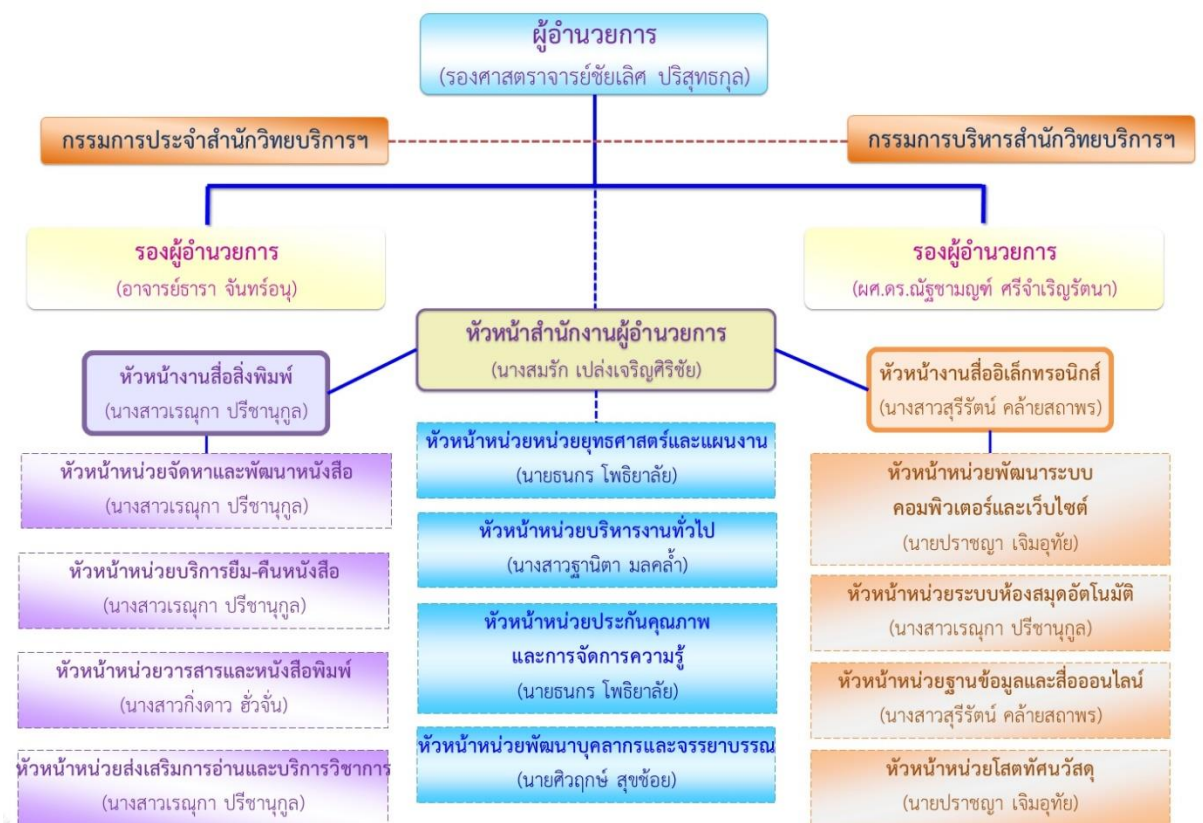 ผู้อำนวยการ
(รองศาสตราจารย์ชัยเลิศ ปริสุทธกุล)
กรรมการประจำสำนักวิทยบริการฯ
กรรมการบริหารสำนักวิทยบริการฯ
รองผู้อำนวยการ
(อาจารย์ธารา จันทร์อนุ)
รองผู้อำนวยการ
(ผศ.ดร.ณัฐชามญฑ์ ศรีจำเริญรัตนา)
หัวหน้าสำนักงานผู้อำนวยการ
(นางสมรัก เปล่งเจริญศิริชัย)
หัวหน้างานสื่อสิ่งพิมพ์
(นางสาวเรณุกา ปรีชานุกูล)
หัวหน้าหน่วยจัดหาและพัฒนาหนังสือ
(นางสาวเรณุกา ปรีชานุกูล)
หัวหน้าหน่วยบริการยืม-คืนหนังสือ
(นางสาวเรณุกา ปรีชานุกูล)
หัวหน้าหน่วยวารสารและหนังสือพิมพ์
(นางสาวกิ่งดาว ฮั่วจั่น)
หัวหน้าหน่วยส่งเสริมการอ่านและบริการวิชาการ
(นางสาวเรณุกา ปรีชานุกูล)
หัวหน้าหน่วยหน่วยยุทธศาสตร์และแผนงาน
(นายธนกร โพธิยาลัย)
หัวหน้าหน่วยบริหารงานทั่วไป
(นางสาวฐานิตา มลคล้ำ)
หัวหน้าหน่วยประกันคุณภาพ
และการจัดการความรู้
(นายธนกร โพธิยาลัย)
หัวหน้าหน่วยพัฒนาบุคลากรและจรรยาบรรณ
(นายศิวฤกษ์ สุขช้อย)
หัวหน้างานสื่ออิเล็กทรอนิกส์
(นางสาวสุรีรัตน์ คล้ายสถาพร)
หัวหน้าหน่วยพัฒนาระบบ
คอมพิวเตอร์และเว็บไซต์
(นายปราชญา เจิมอุทัย)
หัวหน้าหน่วยระบบห้องสมุดอัตโนมัติ
(นางสาวเรณุกา ปรีชานุกูล)
หัวหน้าหน่วยฐานข้อมูลและสื่อออนไลน์
(นางสาวสุรีรัตน์ คล้ายสถาพร)
หัวหน้าหน่วยโสตทัศนวัสดุ
(นายปราชญา เจิมอุทัย)